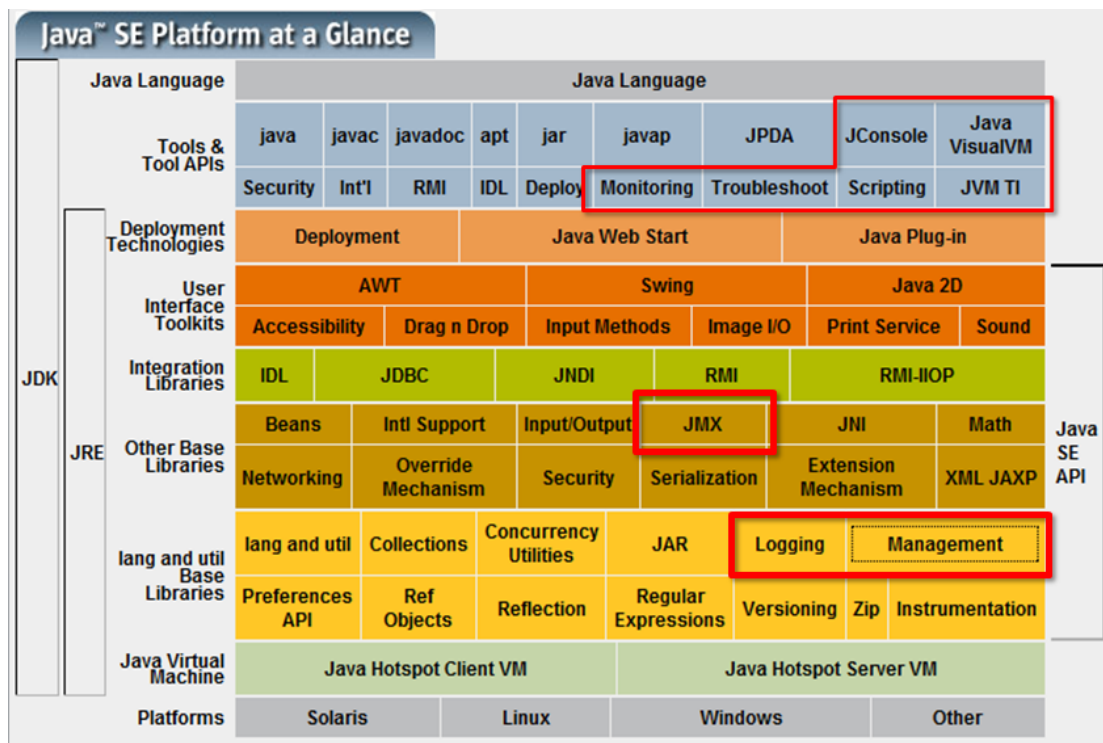 Java™ SE Platform at a Glance
Java Language
Java Language
Tools &
Tool APIs
java javac javadoc apt jar javap JPDA JConsole Java
VisualVM
Security Int'l RMI IDL Deploy Monitoring Troubleshoot Scripting JVM TI
Deployment
Technologies
Deployment Java Web Start Java Plug-in
User
Interface
Toolkits
AWT Swing Java 2D
Accessibility Drag n Drop Input Methods Image I/O Print Service Sound
Integration
Libraries
IDL JDBC JNDI RMI RMI-IIOP
JDK
JRE
Other Base
Libraries
Beans Intl Support Input/Output JMX JNI Math
Networking Override
Mechanism Security Serialization Extension
Mechanism XML JAXP
Java
SE
API
lang and util
Base
Libraries
lang and util Collections Concurrency
Utilities JAR Logging Management
Preferences
API Ref
Objects Reflection Regular
Expressions Versioning Zip Instrumentation
Java Virtual
Machine
Java Hotspot Client VM Java Hotspot Server VM
Platforms
Solaris Linux Windows Other